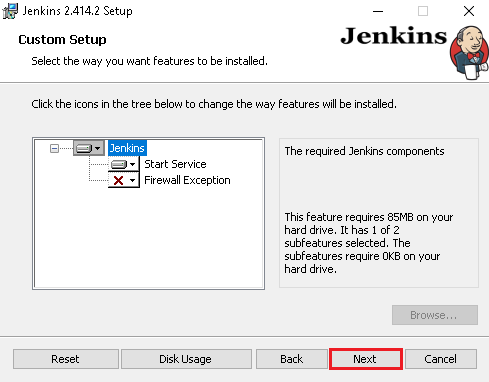 Jenkins 2.414.2 Setup
Custom Setup
Select the way you want features to be installed.
Jenkins
Click the icons in the tree below to change the way features will be installed.
Jenkins
Start Service
Firewall Exception
The required Jenkins components
This feature requires 85MB on your
hard drive. It has 1 of 2
subfeatures selected. The
subfeatures require 0KB on your
hard drive.
Browse...
Reset
Disk Usage
Back
Next
Cancel